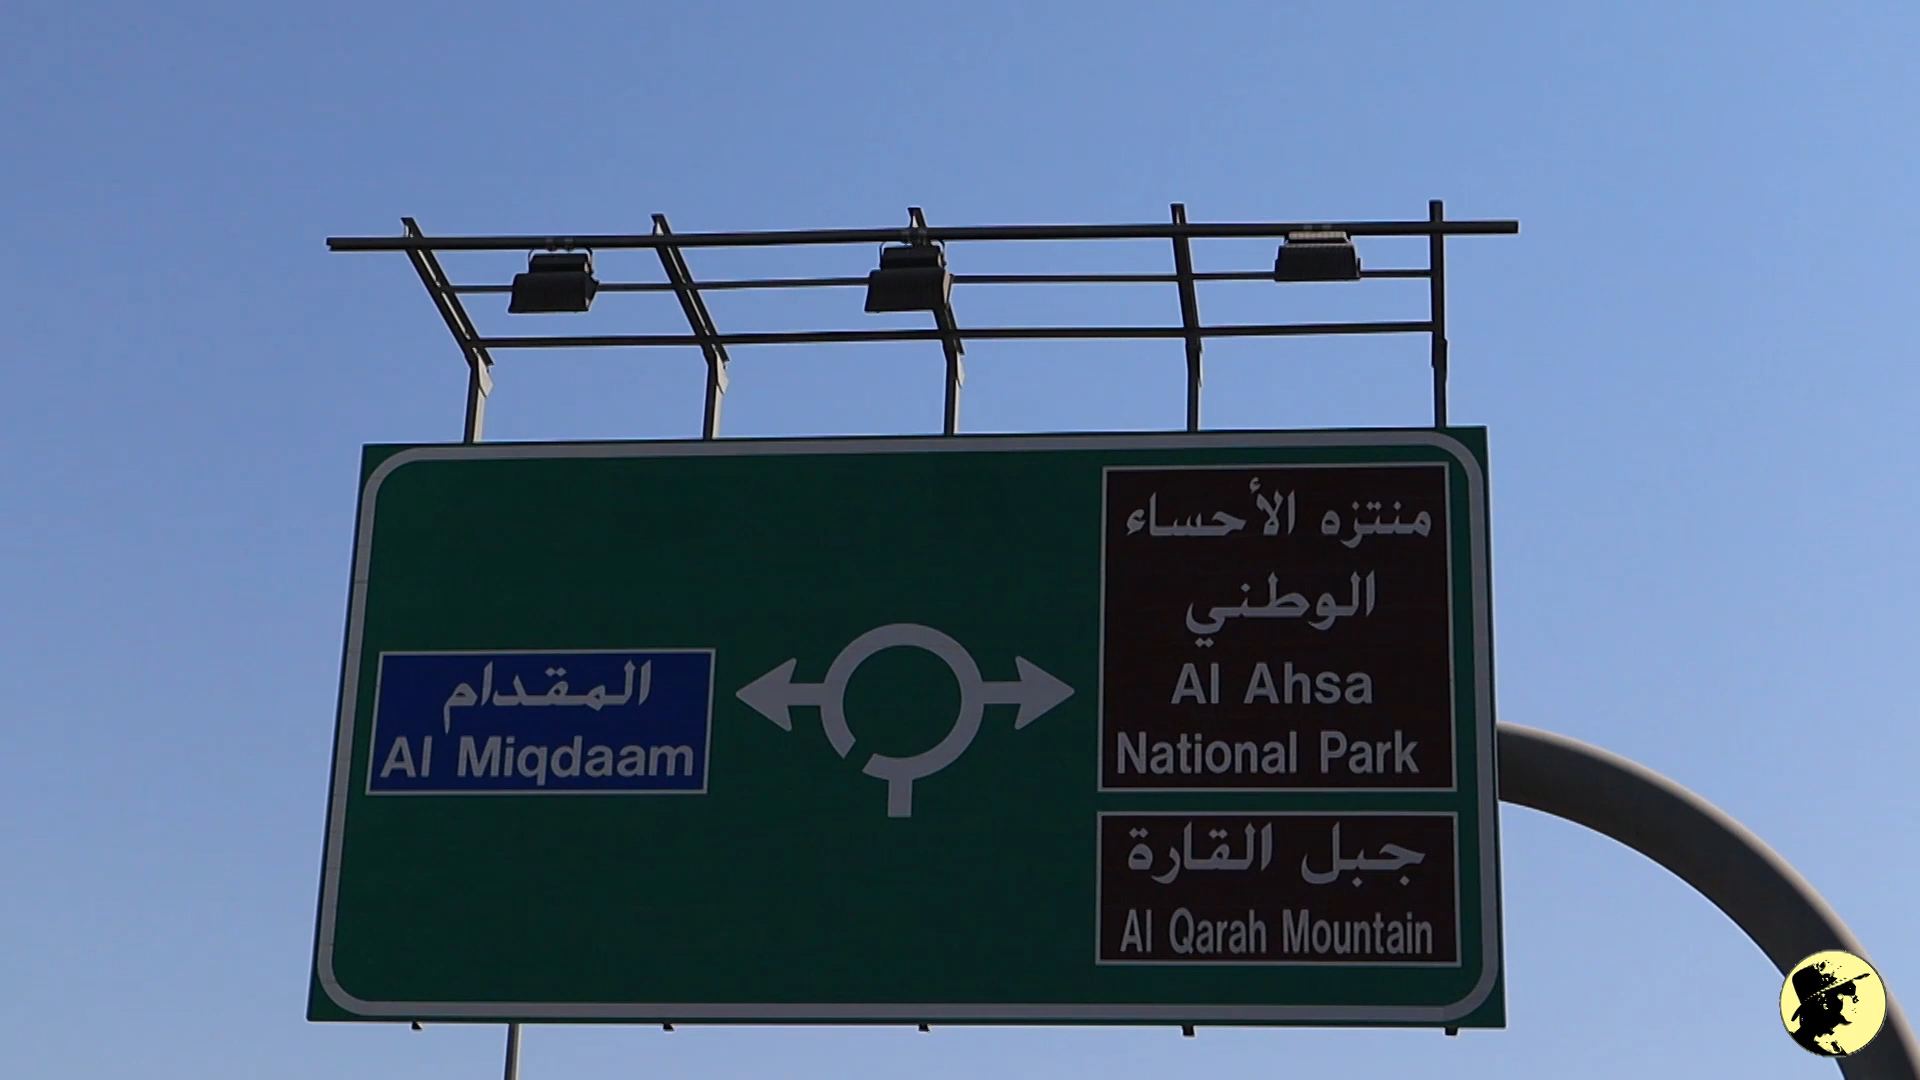 المقدام
Al Miqdaam
منتزه الأحساء
الوطني
Al Ahsa
National Park
جبل القارة
Al Qarah Mountain